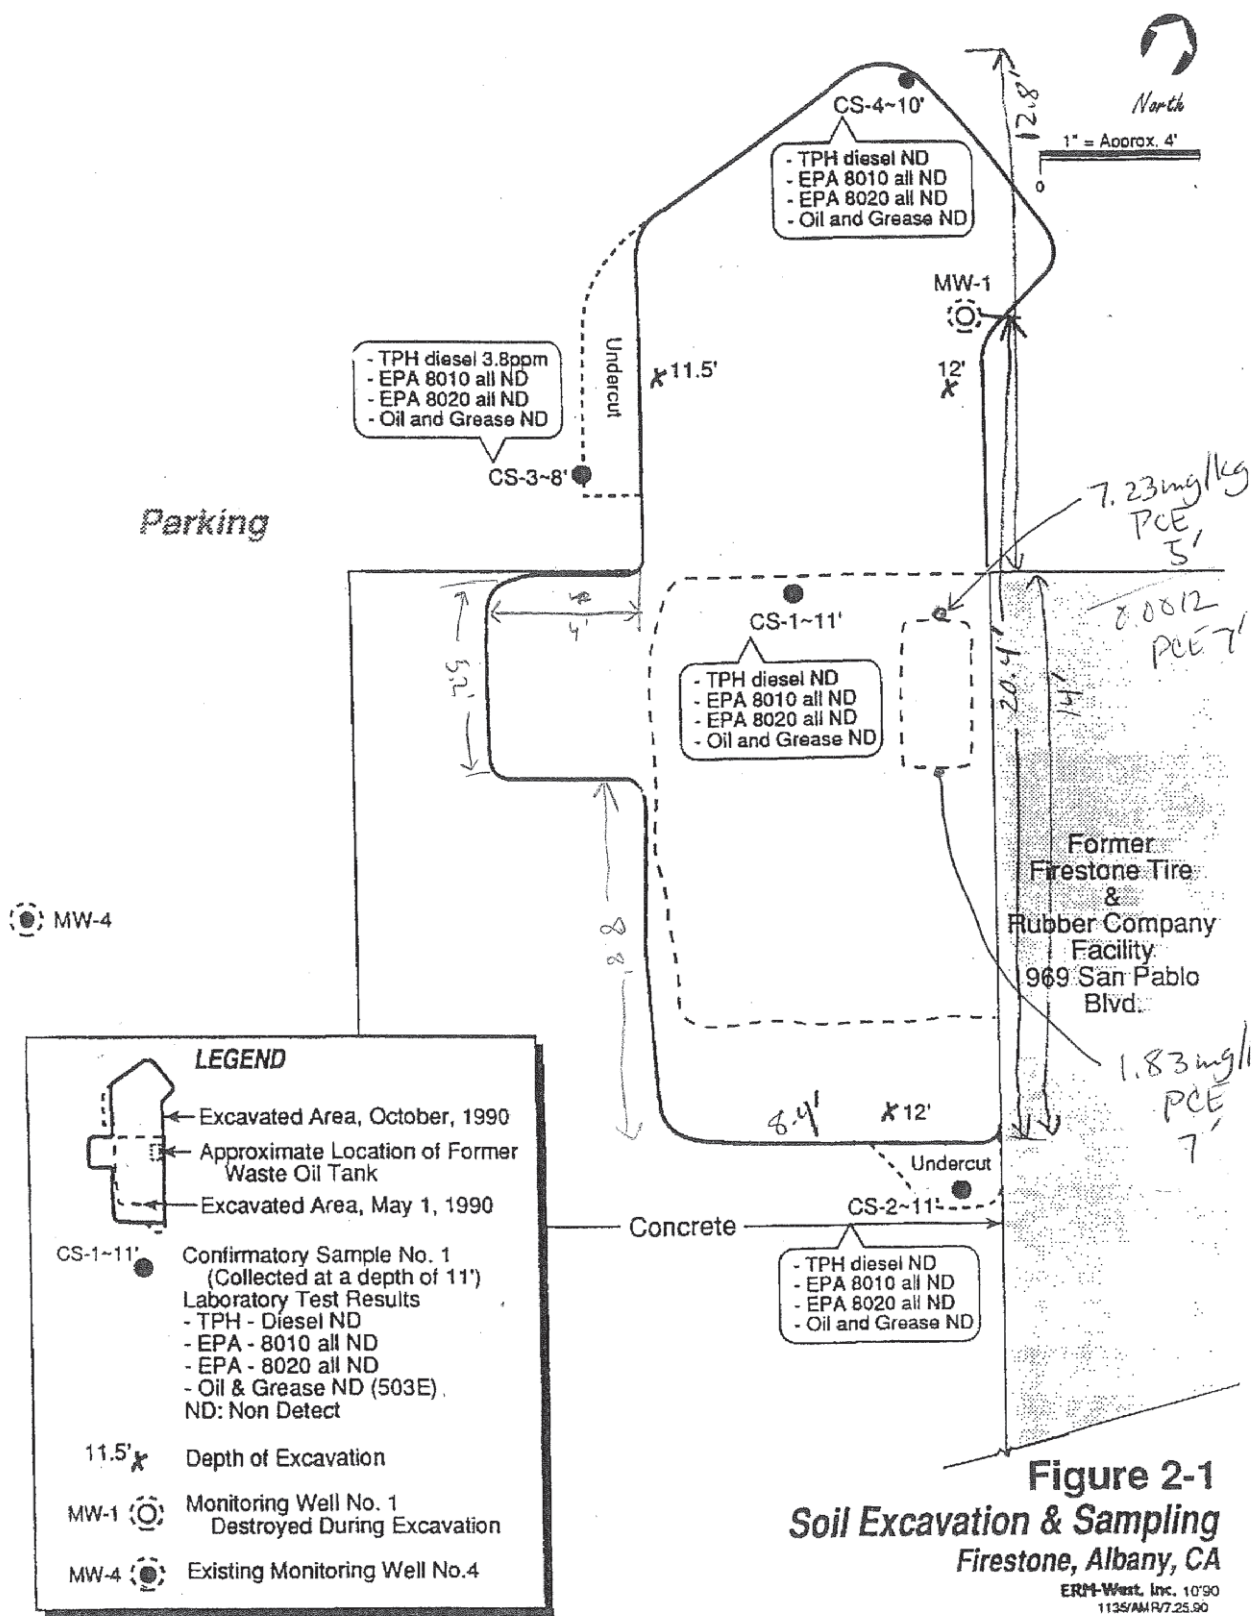 North
1" = Approx. 4'
0
12.8'
CS-4~10'
- TPH diesel ND
- EPA 8010 all ND
- EPA 8020 all ND
- Oil and Grease ND
MW-1
- TPH diesel 3.8ppm
- EPA 8010 all ND
- EPA 8020 all ND
- Oil and Grease ND
Undercut
11.5'
12'
CS-3~8'
7.23mg/kg
PCE
5'
Parking
4'
5.2'
CS-1~11'
- TPH diesel ND
- EPA 8010 all ND
- EPA 8020 all ND
- Oil and Grease ND
0.0012
PCE 7'
20.4'
14'
Former
Firestone Tire
&
Rubber Company
Facility
969 San Pablo
Blvd.
MW-4
8.8'
1.83mg/
PCE
7'
8.4'
12'
Undercut
CS-2~11'
Concrete
- TPH diesel ND
- EPA 8010 all ND
- EPA 8020 all ND
- Oil and Grease ND
LEGEND
Excavated Area, October, 1990
Approximate Location of Former
Waste Oil Tank
Excavated Area, May 1, 1990
CS-1~11'
Confirmatory Sample No. 1
(Collected at a depth of 11')
Laboratory Test Results
- TPH - Diesel ND
- EPA - 8010 all ND
- EPA - 8020 all ND
- Oil & Grease ND (503E)
ND: Non Detect
11.5'
Depth of Excavation
MW-1
Monitoring Well No. 1
Destroyed During Excavation
MW-4
Existing Monitoring Well No.4
Figure 2-1
Soil Excavation & Sampling
Firestone, Albany, CA
ERM-West, Inc. 10'90
1135/AMR/7.25.90